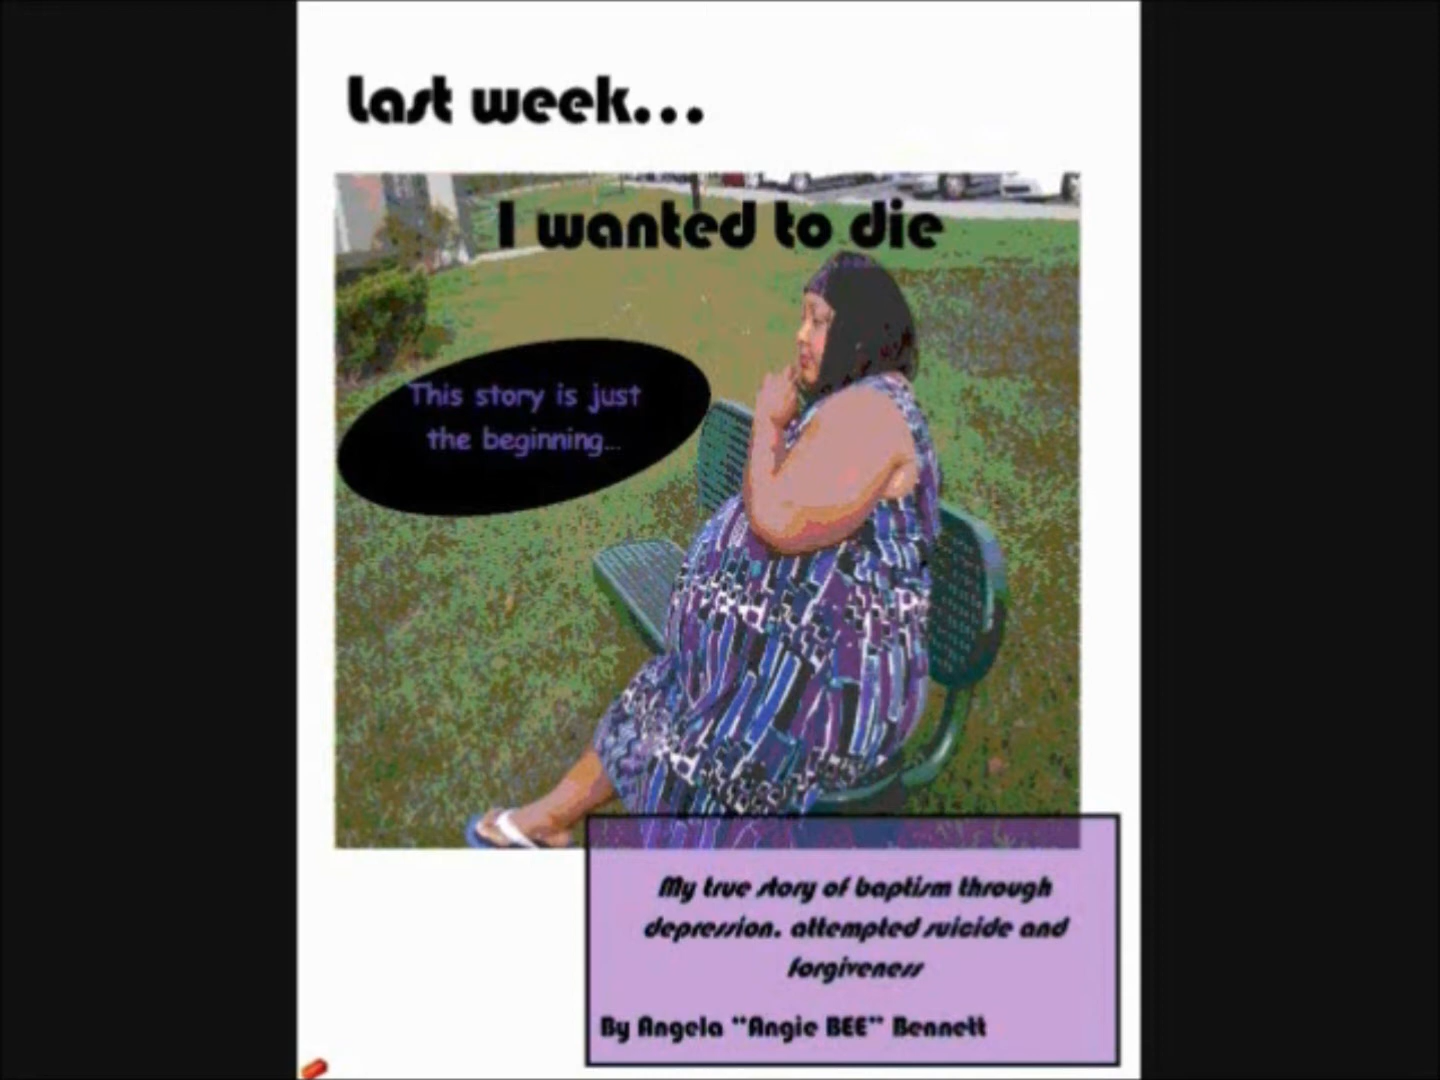 Last week...
I wanted to die
This story is just
the beginning...
My true story of baptism through
depression. attempted suicide and
forgiveness
By Angela "Angie BEE" Bennett